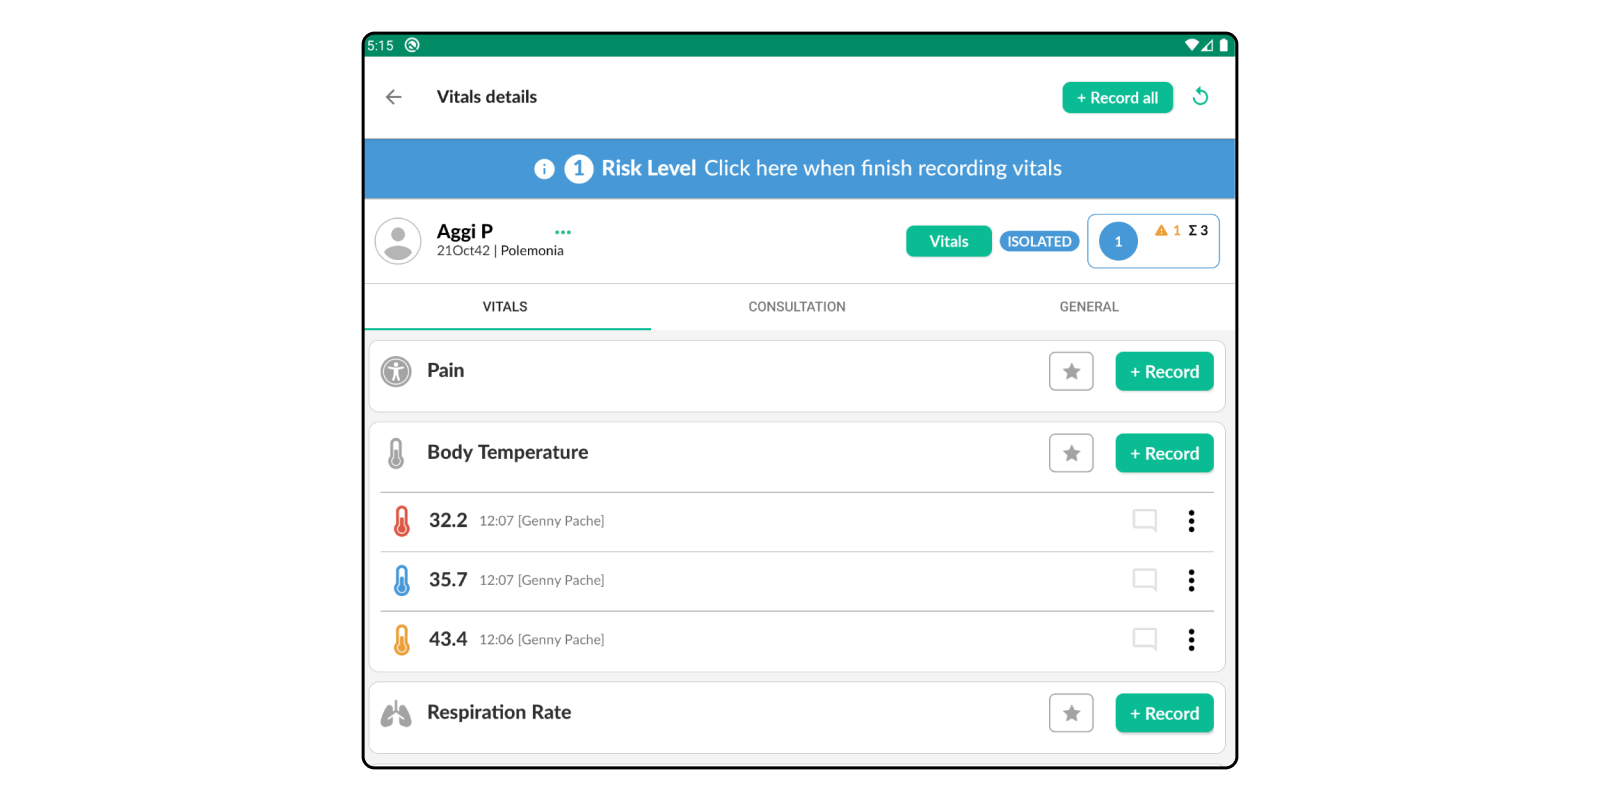 5:15
Vitals details
+ Record all
i 1 Risk Level Click here when finish recording vitals
Aggi P
21Oct42 | Polemonia
Vitals
ISOLATED
1
1 Σ 3
VITALS
CONSULTATION
GENERAL
Pain
+ Record
Body Temperature
+ Record
32.2 12:07 [Genny Pache]
35.7 12:07 [Genny Pache]
43.4 12:06 [Genny Pache]
Respiration Rate
+ Record